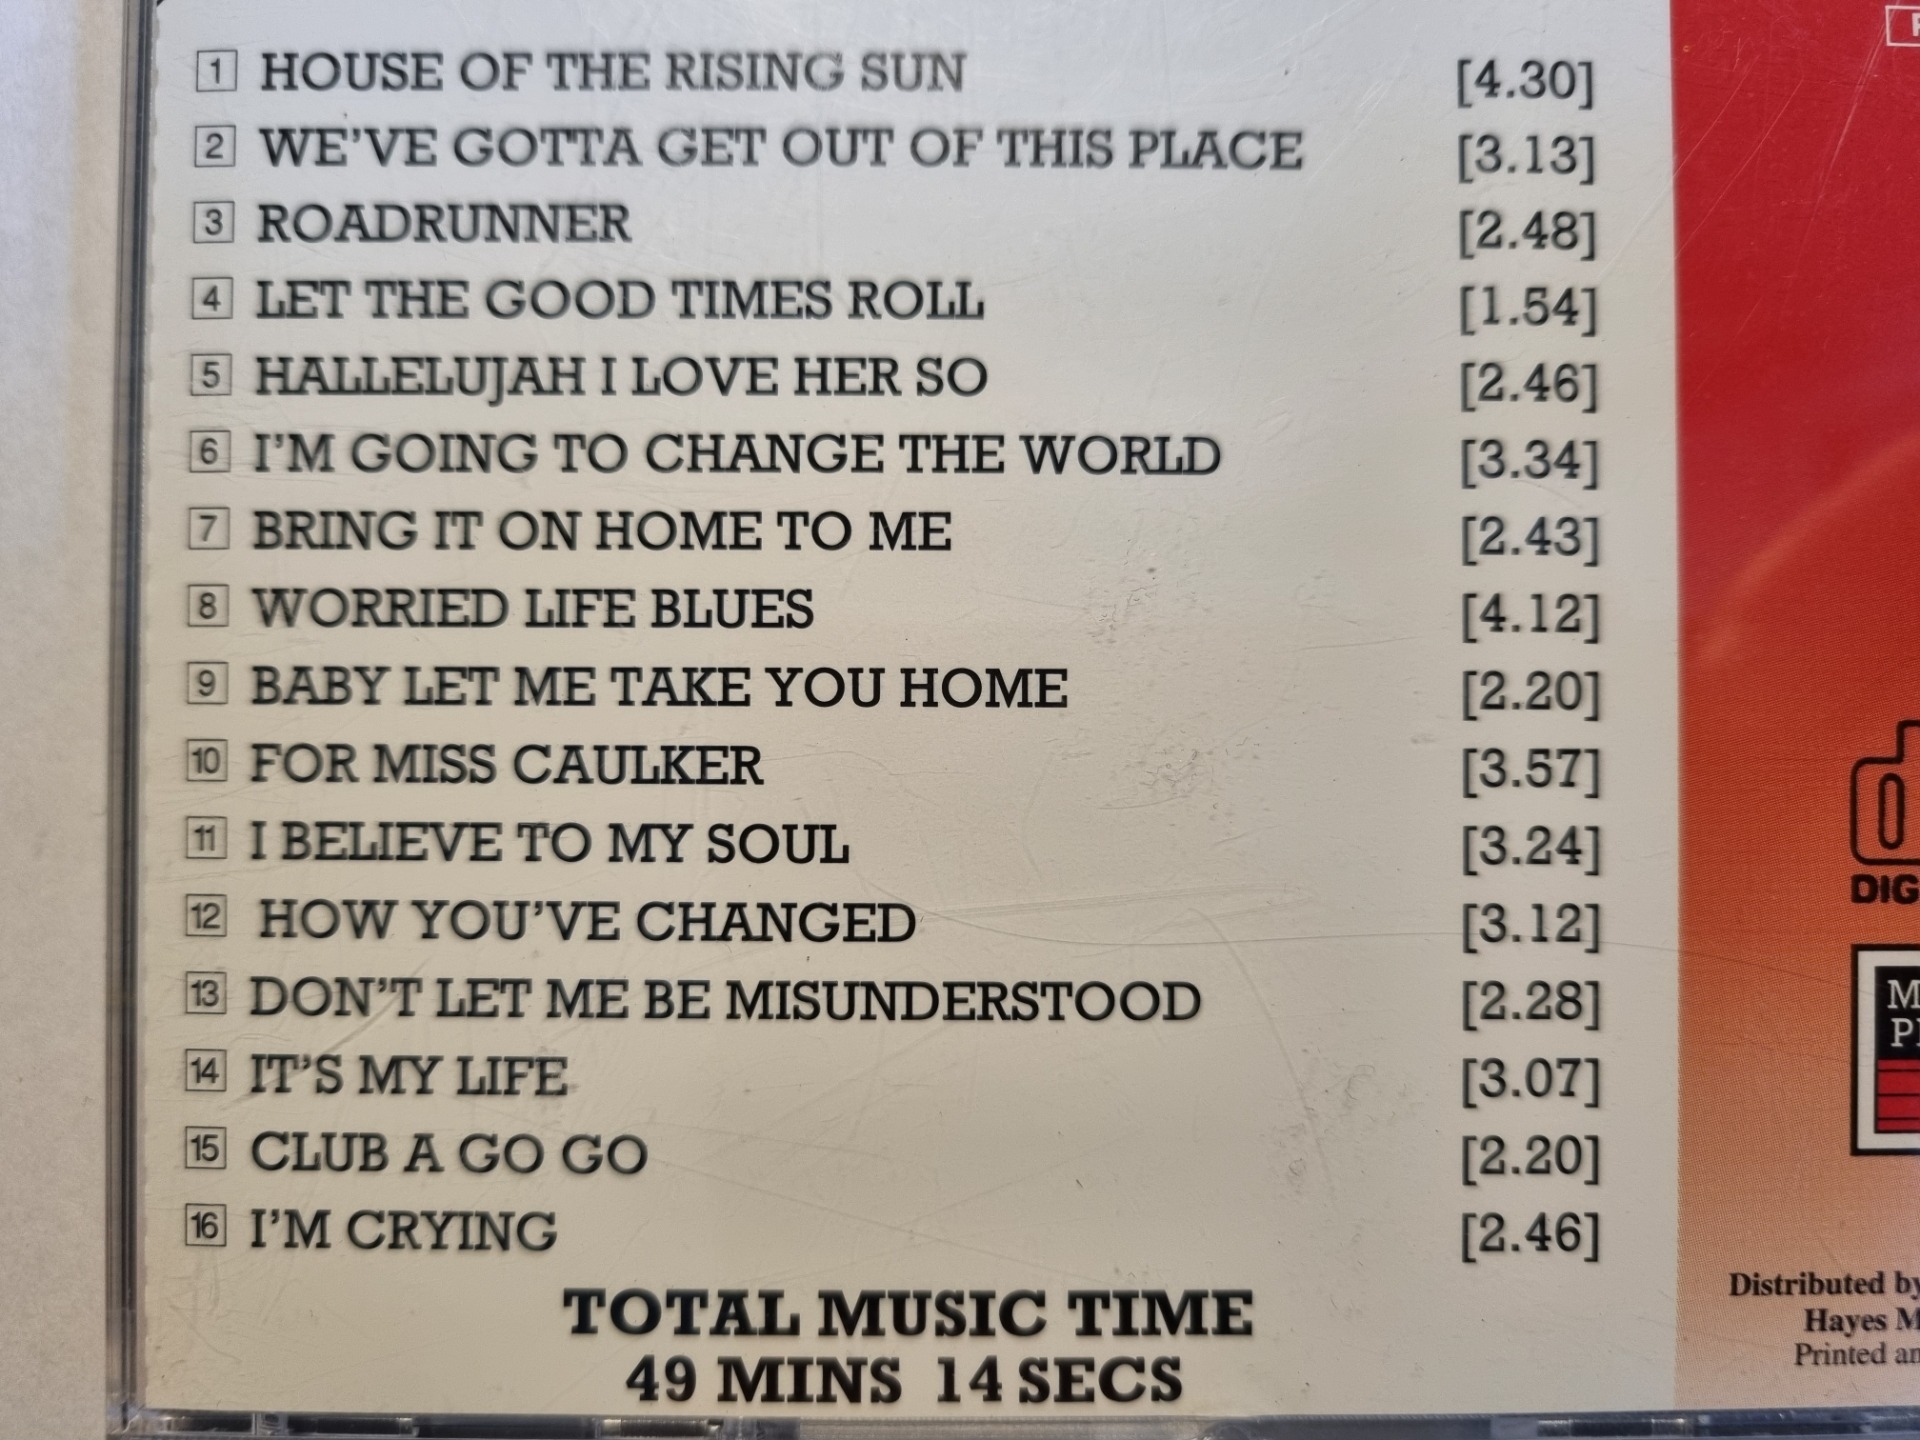 1 HOUSE OF THE RISING SUN [4.30]
2 WE'VE GOTTA GET OUT OF THIS PLACE [3.13]
3 ROADRUNNER [2.48]
4 LET THE GOOD TIMES ROLL [1.54]
5 HALLELUJAH I LOVE HER SO [2.46]
6 I'M GOING TO CHANGE THE WORLD [3.34]
7 BRING IT ON HOME TO ME [2.43]
8 WORRIED LIFE BLUES [4.12]
9 BABY LET ME TAKE YOU HOME [2.20]
10 FOR MISS CAULKER [3.57]
11 I BELIEVE TO MY SOUL [3.24]
12 HOW YOU'VE CHANGED [3.12]
13 DON'T LET ME BE MISUNDERSTOOD [2.28]
14 IT'S MY LIFE [3.07]
15 CLUB A GO GO [2.20]
16 I'M CRYING [2.46]
TOTAL MUSIC TIME
49 MINS 14 SECS
DIG
Distributed by
Hayes M
Printed an